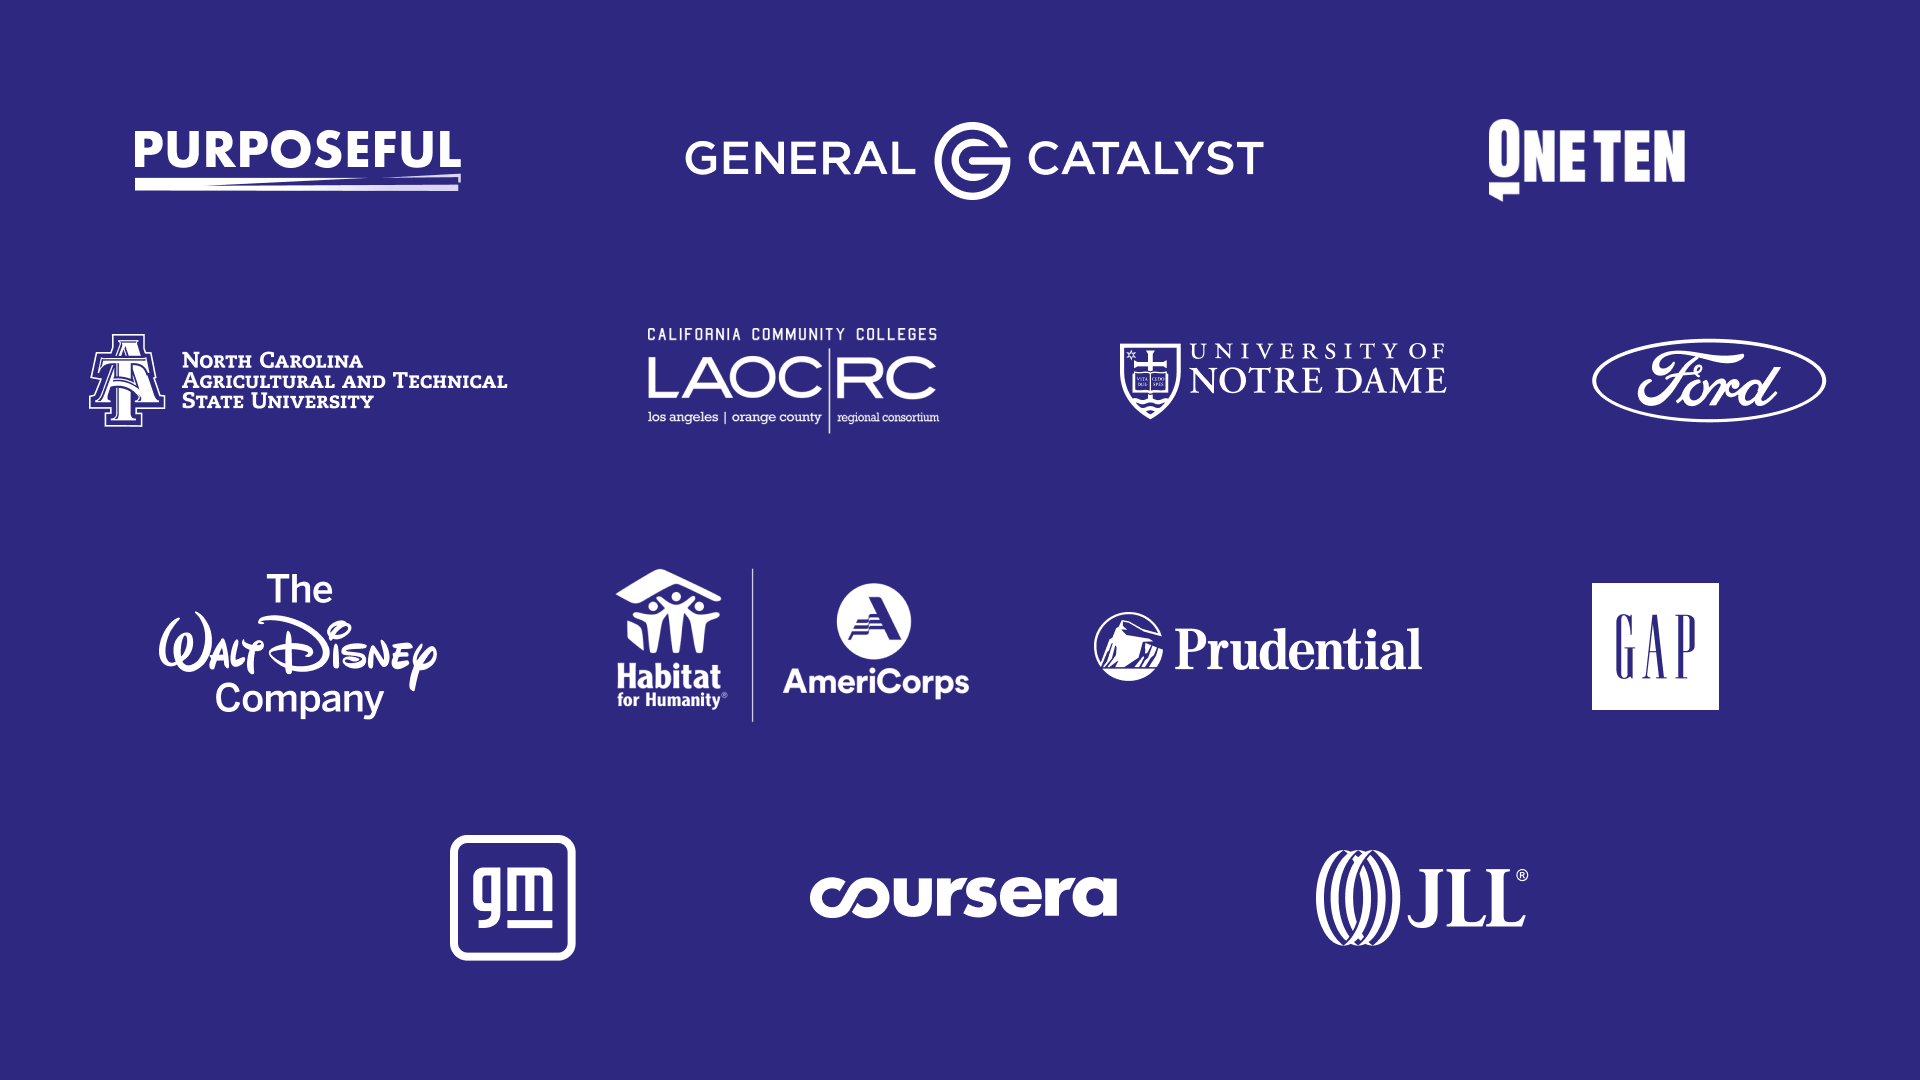 PURPOSEFUL
GENERAL CATALYST
ONE TEN
NORTH CAROLINA
AGRICULTURAL AND TECHNICAL
STATE UNIVERSITY
CALIFORNIA COMMUNITY COLLEGES
LAOC RC
los angeles | orange county regional consortium
UNIVERSITY OF
NOTRE DAME
Ford
The
WALT DISNEY
Company
Habitat
for Humanity®
AmeriCorps
Prudential
GAP
gm
coursera
JLL®